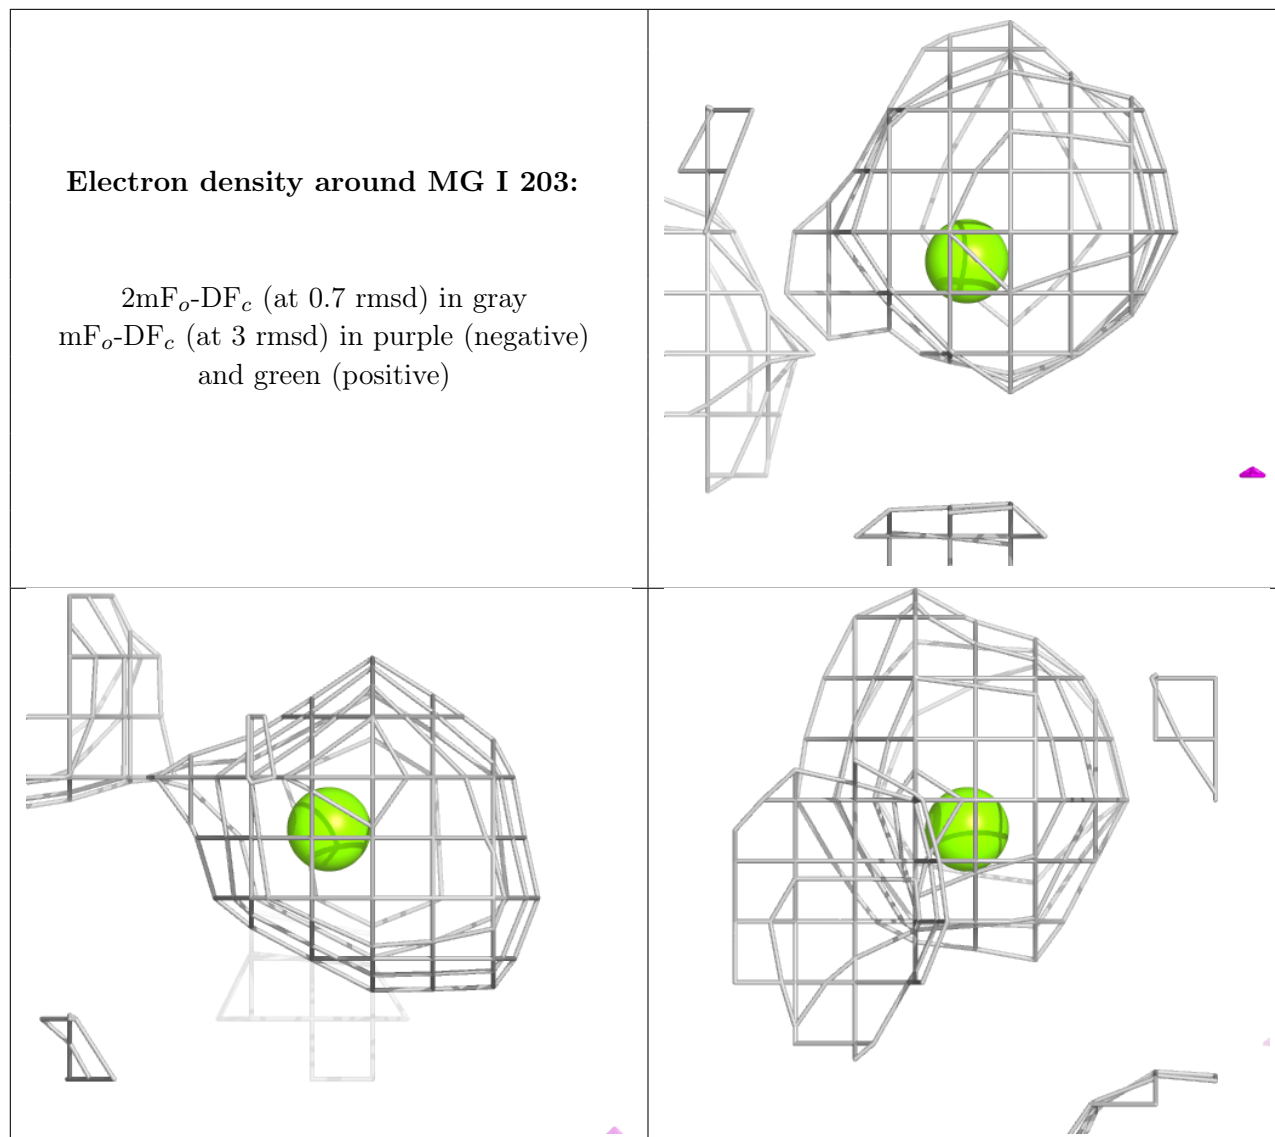 Electron density around MG I 203:
2mFo-DFc (at 0.7 rmsd) in gray
mFo-DFc (at 3 rmsd) in purple (negative)
and green (positive)